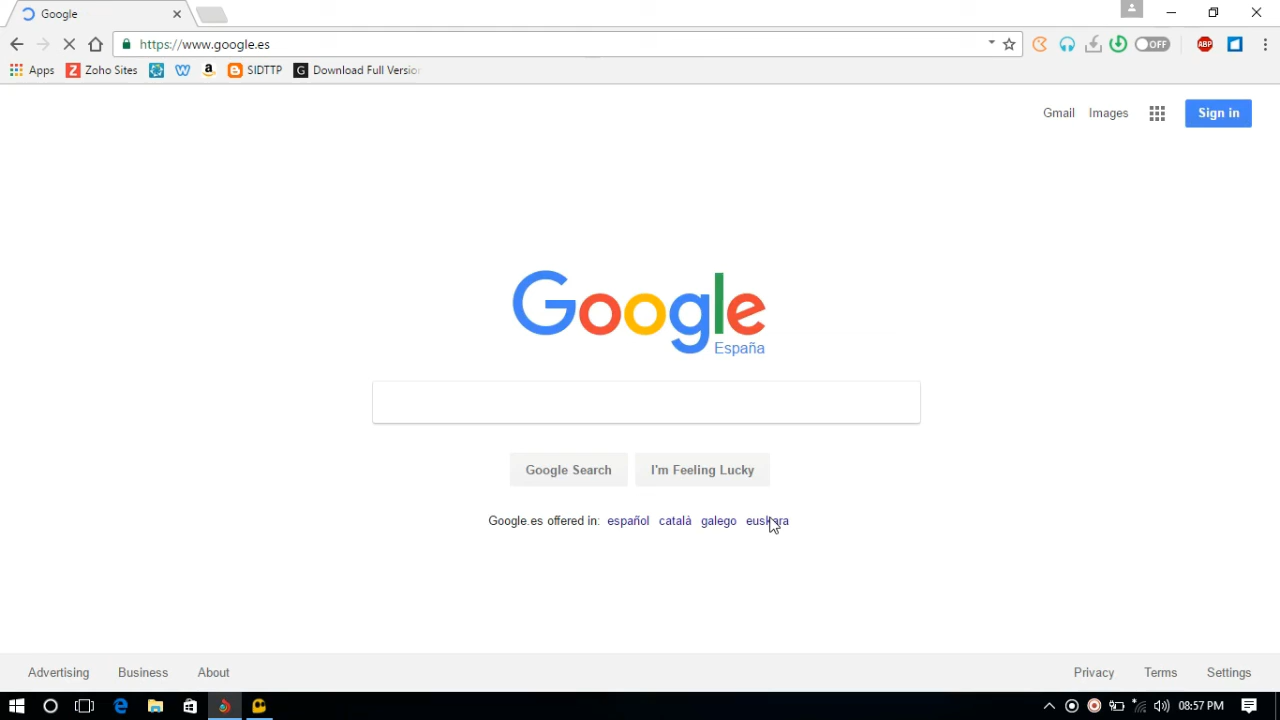 Google
https://www.google.es
OFF
ABP
Apps
Zoho Sites
SIDTTP
Download Full Versio
Gmail
Images
Sign in
Google
España
Google Search
I'm Feeling Lucky
Google.es offered in: español català galego euskara
Advertising
Business
About
Privacy
Terms
Settings
08:57 PM